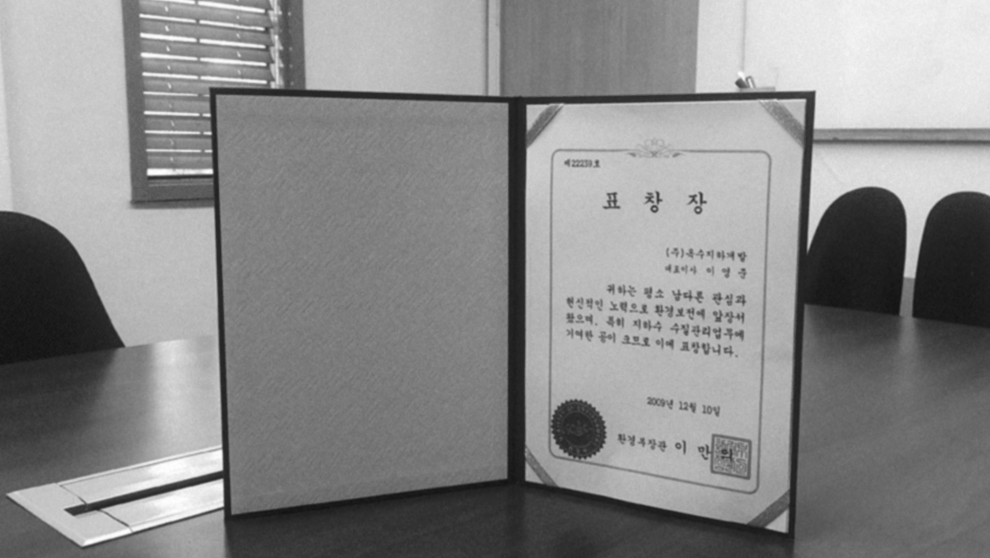 제22239호
표 창 장
(주)옥수지하개발
대표이사 이 영 준
귀하는 평소 남다른 관심과
헌신적인 노력으로 환경보전에 앞장서
왔으며, 특히 지하수 수질관리업무에
기여한 공이 크므로 이에 표창합니다.
2009년 12월 10일
환경부장관 이 만 의